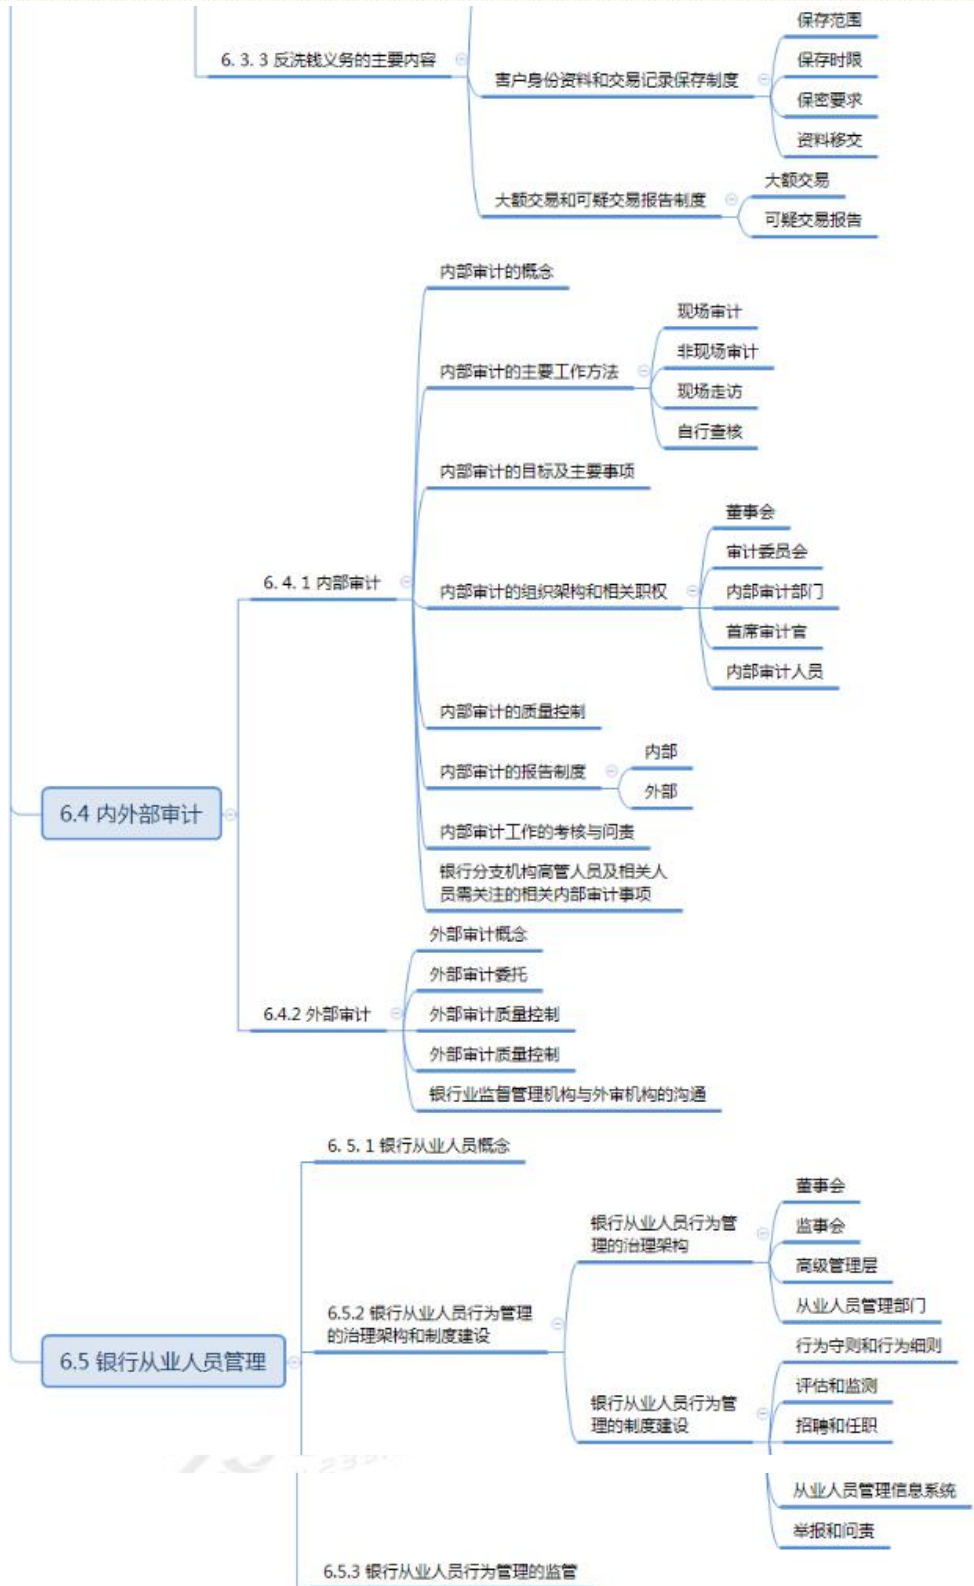 保存范围
6. 3. 3 反洗钱义务的主要内容
保存时限
害户身份资料和交易记录保存制度
保密要求
资料移交
大额交易
大额交易和可疑交易报告制度
可疑交易报告
内部审计的概念
现场审计
非现场审计
内部审计的主要工作方法
现场走访
自行查核
内部审计的目标及主要事项
董事会
审计委员会
6. 4. 1 内部审计
内部审计的组织架构和相关职权
内部审计部门
首席审计官
内部审计人员
内部审计的质量控制
内部
内部审计的报告制度
外部
6.4 内外部审计
内部审计工作的考核与问责
银行分支机构高管人员及相关人
员需关注的相关内部审计事项
外部审计概念
外部审计委托
6.4.2 外部审计
外部审计质量控制
外部审计质量控制
银行业监督管理机构与外审机构的沟通
6. 5. 1 银行从业人员概念
董事会
银行从业人员行为管
理的治理架构
监事会
高级管理层
从业人员管理部门
6.5.2 银行从业人员行为管理
的治理架构和制度建设
行为守则和行为细则
6.5 银行从业人员管理
评估和监测
银行从业人员行为管
理的制度建设
招聘和任职
从业人员管理信息系统
举报和问责
6.5.3 银行从业人员行为管理的监管